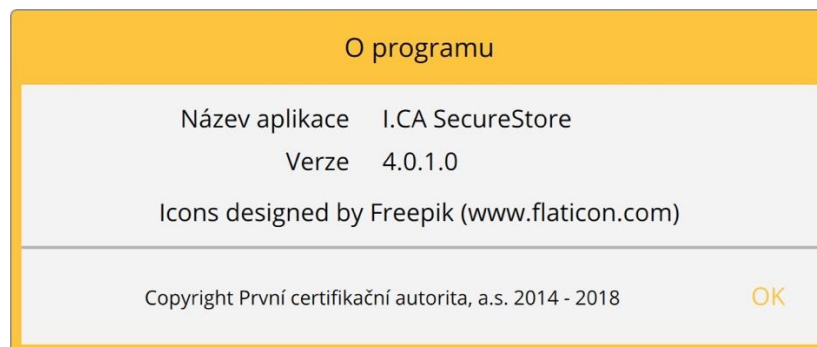 O programu
Název aplikace I.CA SecureStore
Verze 4.0.1.0
Icons designed by Freepik (www.flaticon.com)
Copyright První certifikační autorita, a.s. 2014 - 2018 OK